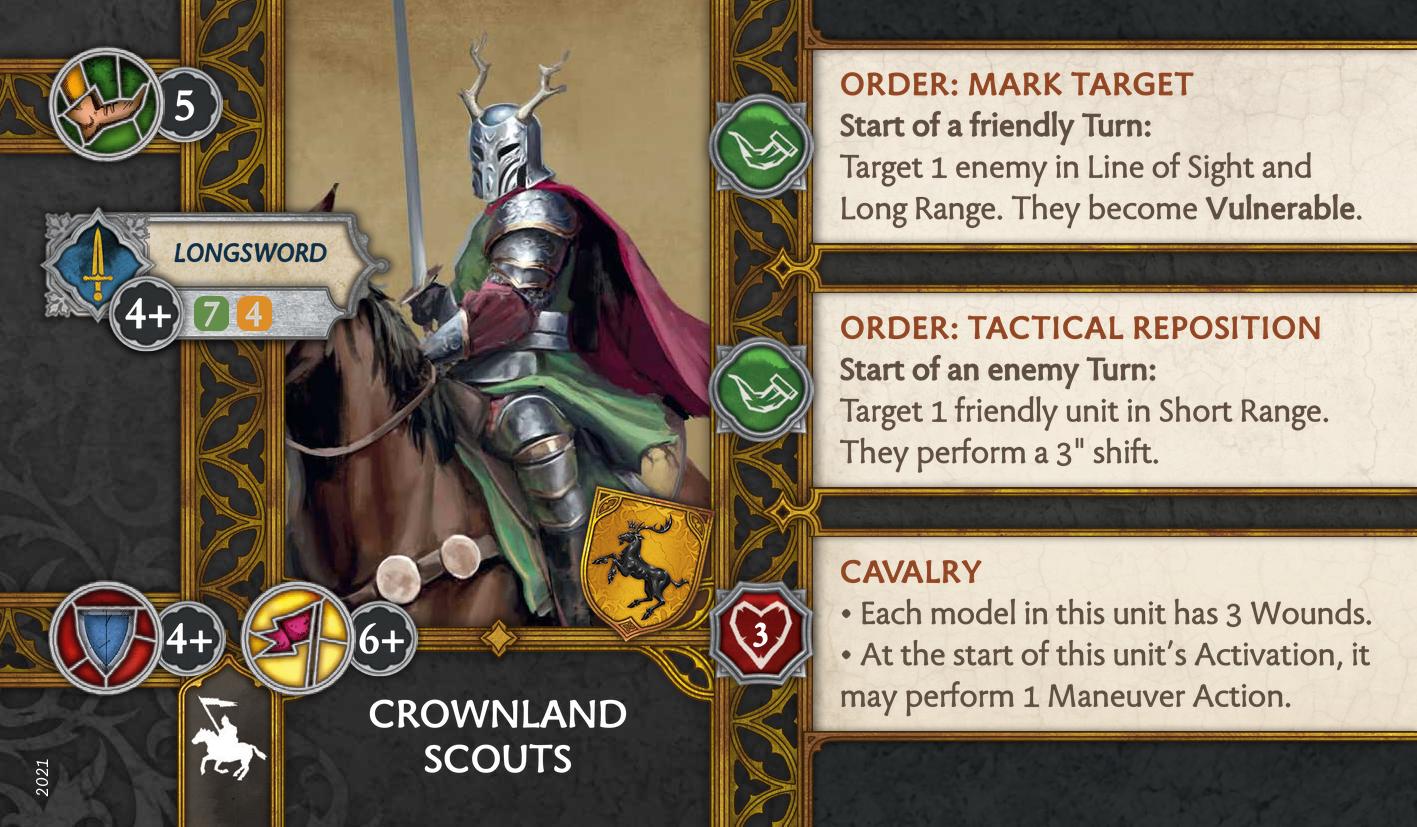 5
LONGSWORD
4+ 7 4
4+
6+
CROWNLAND
SCOUTS
2021
ORDER: MARK TARGET
Start of a friendly Turn:
Target 1 enemy in Line of Sight and
Long Range. They become Vulnerable.
ORDER: TACTICAL REPOSITION
Start of an enemy Turn:
Target 1 friendly unit in Short Range.
They perform a 3" shift.
3
CAVALRY
• Each model in this unit has 3 Wounds.
• At the start of this unit's Activation, it
may perform 1 Maneuver Action.